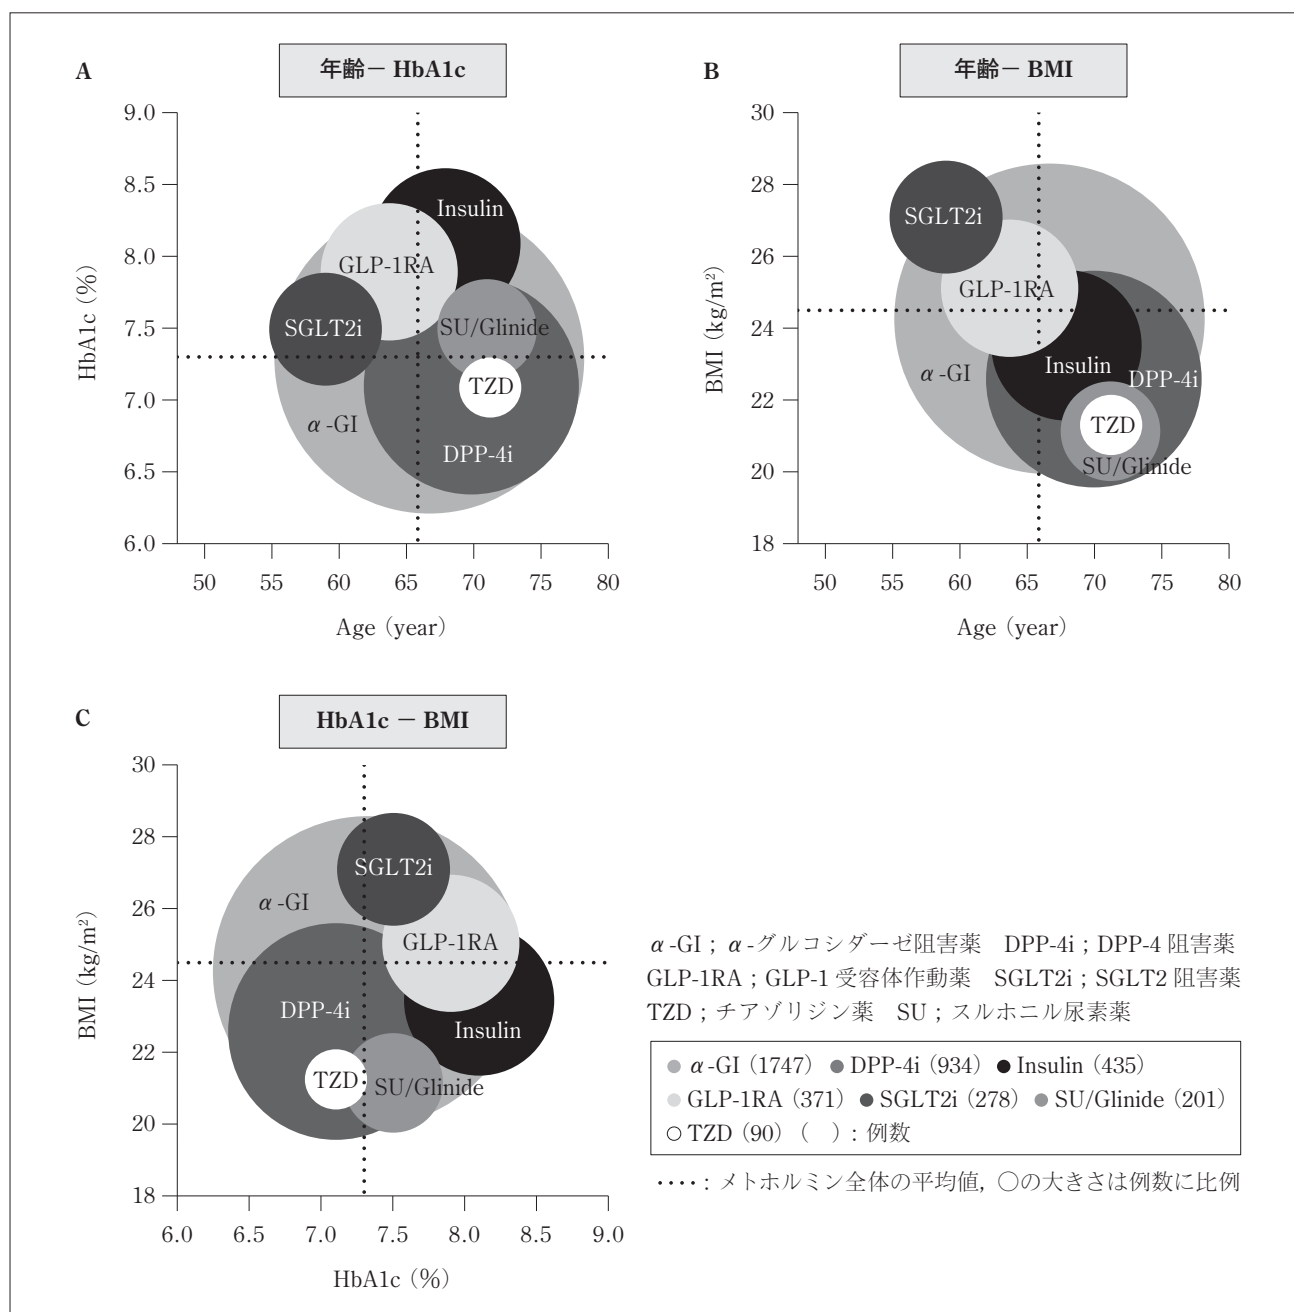 A
年齢－HbA1c
9.0
8.5
8.0
7.5
7.0
6.5
6.0
HbA1c（%）
Insulin
GLP-1RA
SGLT2i
SU/Glinide
TZD
α-GI
DPP-4i
50 55 60 65 70 75 80
Age（year）
B
年齢－BMI
30
28
26
24
22
20
18
BMI（kg/m²）
SGLT2i
GLP-1RA
Insulin
α-GI
DPP-4i
TZD
SU/Glinide
50 55 60 65 70 75 80
Age（year）
C
HbA1c－BMI
30
28
26
24
22
20
18
BMI（kg/m²）
SGLT2i
α-GI
GLP-1RA
DPP-4i
Insulin
TZD
SU/Glinide
6.0 6.5 7.0 7.5 8.0 8.5 9.0
HbA1c（%）
α-GI；α-グルコシダーゼ阻害薬 DPP-4i；DPP-4 阻害薬
GLP-1RA；GLP-1 受容体作動薬 SGLT2i；SGLT2 阻害薬
TZD；チアゾリジン薬 SU；スルホニル尿素薬
α-GI (1747) DPP-4i (934) Insulin (435)
GLP-1RA (371) SGLT2i (278) SU/Glinide (201)
TZD (90) （ ）: 例数
‥‥: メトホルミン全体の平均値, ○の大きさは例数に比例